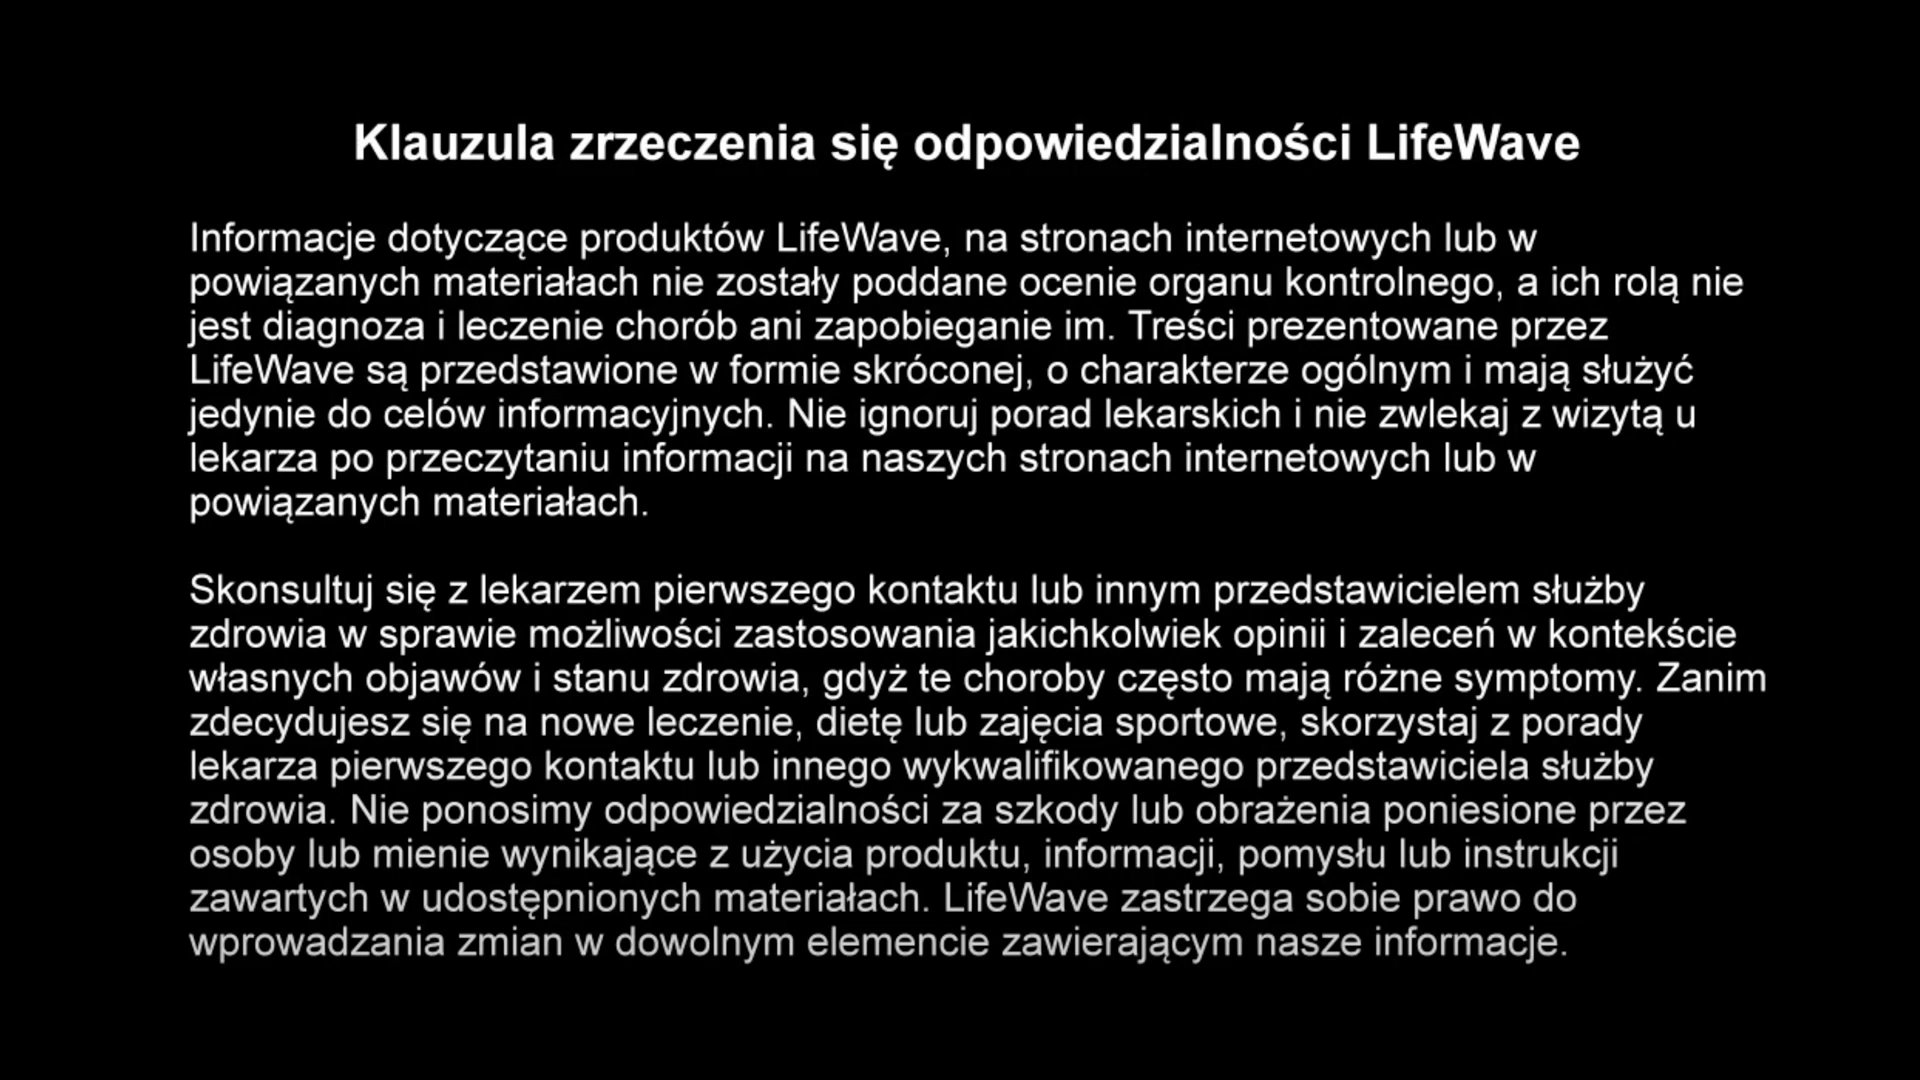 Klauzula zrzeczenia się odpowiedzialności LifeWave
Informacje dotyczące produktów LifeWave, na stronach internetowych lub w
powiązanych materiałach nie zostały poddane ocenie organu kontrolnego, a ich rolą nie
jest diagnoza i leczenie chorób ani zapobieganie im. Treści prezentowane przez
LifeWave są przedstawione w formie skróconej, o charakterze ogólnym i mają służyć
jedynie do celów informacyjnych. Nie ignoruj porad lekarskich i nie zwlekaj z wizytą u
lekarza po przeczytaniu informacji na naszych stronach internetowych lub w
powiązanych materiałach.
Skonsultuj się z lekarzem pierwszego kontaktu lub innym przedstawicielem służby
zdrowia w sprawie możliwości zastosowania jakichkolwiek opinii i zaleceń w kontekście
własnych objawów i stanu zdrowia, gdyż te choroby często mają różne symptomy. Zanim
zdecydujesz się na nowe leczenie, dietę lub zajęcia sportowe, skorzystaj z porady
lekarza pierwszego kontaktu lub innego wykwalifikowanego przedstawiciela służby
zdrowia. Nie ponosimy odpowiedzialności za szkody lub obrażenia poniesione przez
osoby lub mienie wynikające z użycia produktu, informacji, pomysłu lub instrukcji
zawartych w udostępnionych materiałach. LifeWave zastrzega sobie prawo do
wprowadzania zmian w dowolnym elemencie zawierającym nasze informacje.